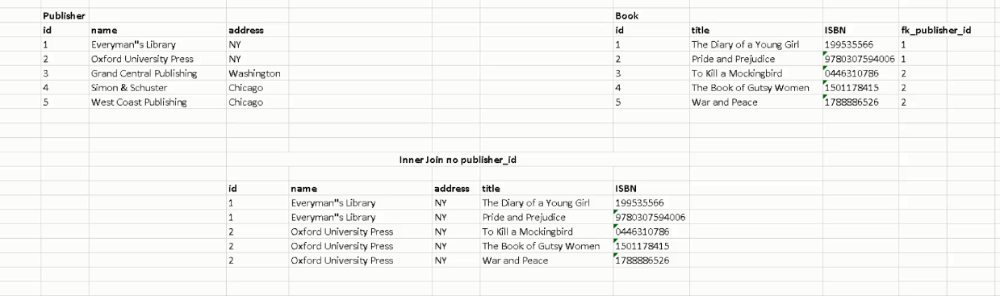 Publisher Book
id name address id title ISBN fk_publisher_id
1 Everyman"s Library NY 1 The Diary of a Young Girl 199535566 1
2 Oxford University Press NY 2 Pride and Prejudice 9780307594006 1
3 Grand Central Publishing Washington 3 To Kill a Mockingbird 0446310786 2
4 Simon & Schuster Chicago 4 The Book of Gutsy Women 1501178415 2
5 West Coast Publishing Chicago 5 War and Peace 1788886526 2
Inner Join no publisher_id
id name address title ISBN
1 Everyman"s Library NY The Diary of a Young Girl 199535566
1 Everyman"s Library NY Pride and Prejudice 9780307594006
2 Oxford University Press NY To Kill a Mockingbird 0446310786
2 Oxford University Press NY The Book of Gutsy Women 1501178415
2 Oxford University Press NY War and Peace 1788886526